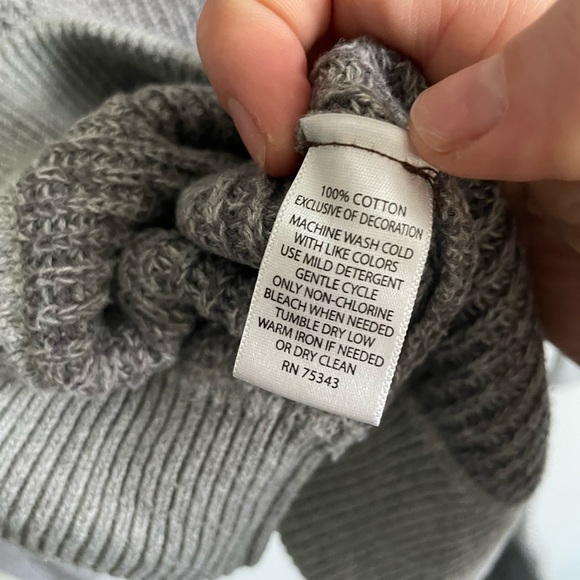 100% COTTON
EXCLUSIVE OF DECORATION
MACHINE WASH COLD
WITH LIKE COLORS
USE MILD DETERGENT
GENTLE CYCLE
ONLY NON-CHLORINE
BLEACH WHEN NEEDED
TUMBLE DRY LOW
WARM IRON IF NEEDED
OR DRY CLEAN
RN 75343